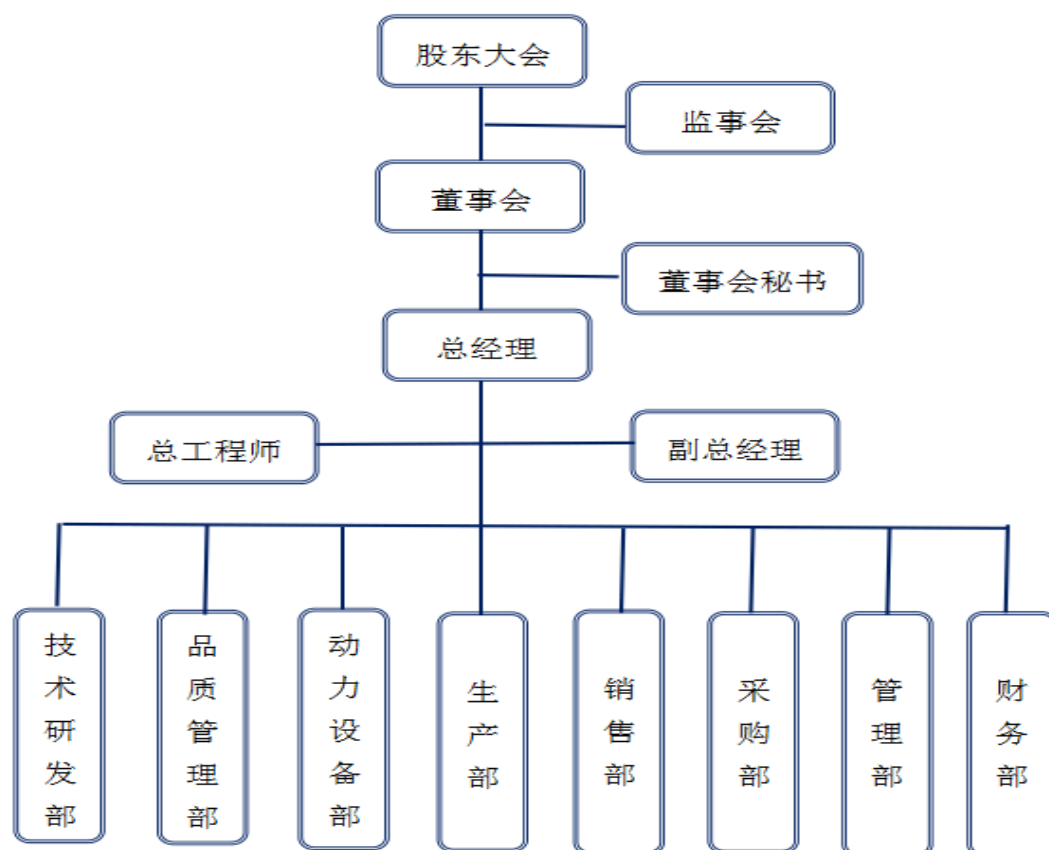 股东大会
监事会
董事会
董事会秘书
总经理
总工程师
副总经理
技术研发部
品质管理部
动力设备部
生产部
销售部
采购部
管理部
财务部